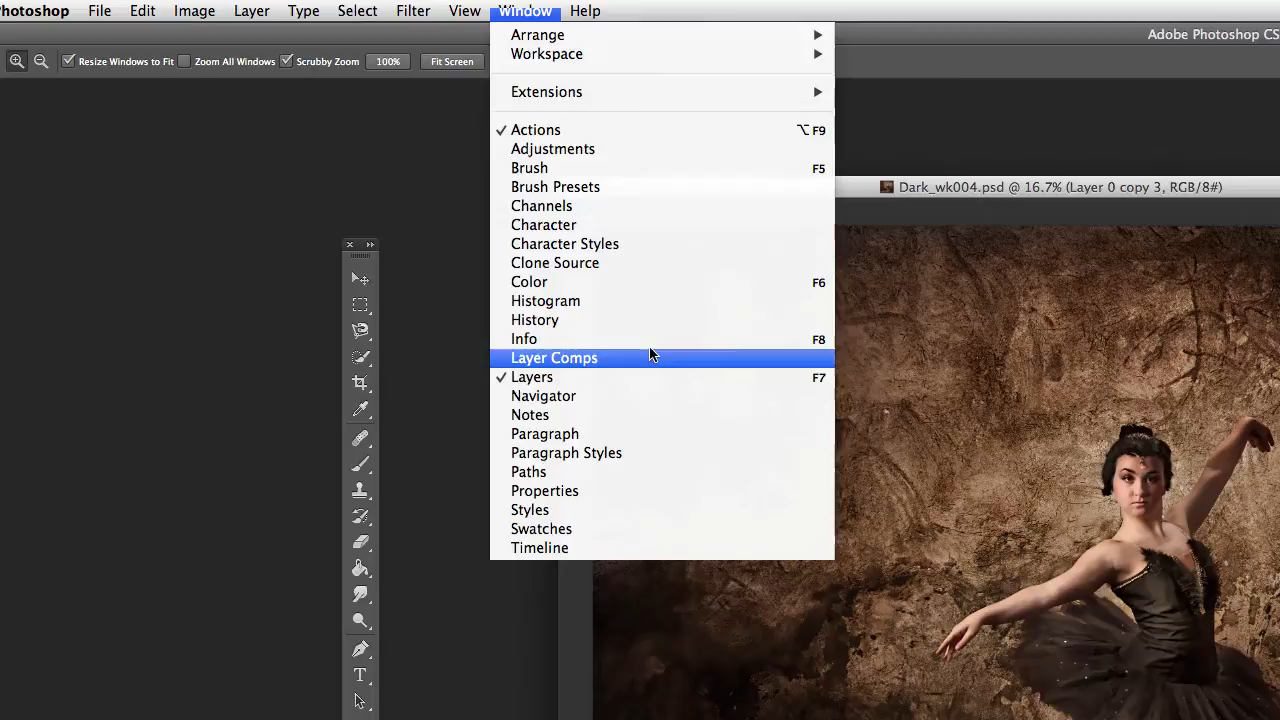 Photoshop File Edit Image Layer Type Select Filter View Window Help
Adobe Photoshop CS
Resize Windows to Fit Zoom All Windows Scrubby Zoom 100% Fit Screen
Arrange
Workspace
Extensions
Actions ⌥F9
Adjustments
Brush F5
Brush Presets
Dark_wk004.psd @ 16.7% (Layer 0 copy 3, RGB/8#)
Channels
Character
Character Styles
Clone Source
Color F6
Histogram
History
Info F8
Layer Comps
Layers F7
Navigator
Notes
Paragraph
Paragraph Styles
Paths
Properties
Styles
Swatches
Timeline